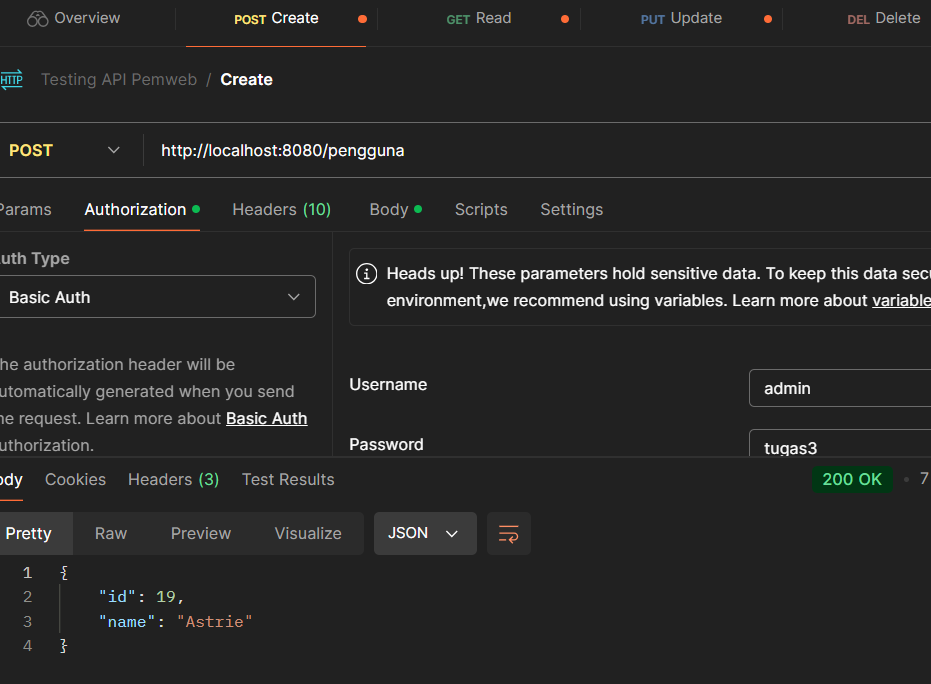 Overview
POST Create
GET Read
PUT Update
DEL Delete
HTTP
Testing API Pemweb / Create
POST
http://localhost:8080/pengguna
Params
Authorization
Headers (10)
Body
Scripts
Settings
uth Type
Basic Auth
he authorization header will be
utomatically generated when you send
he request. Learn more about Basic Auth
uthorization.
Heads up! These parameters hold sensitive data. To keep this data secu
environment,we recommend using variables. Learn more about variable
Username
admin
Password
tugas3
ody
Cookies
Headers (3)
Test Results
200 OK
7
Pretty
Raw
Preview
Visualize
JSON
1 {
2 "id": 19,
3 "name": "Astrie"
4 }